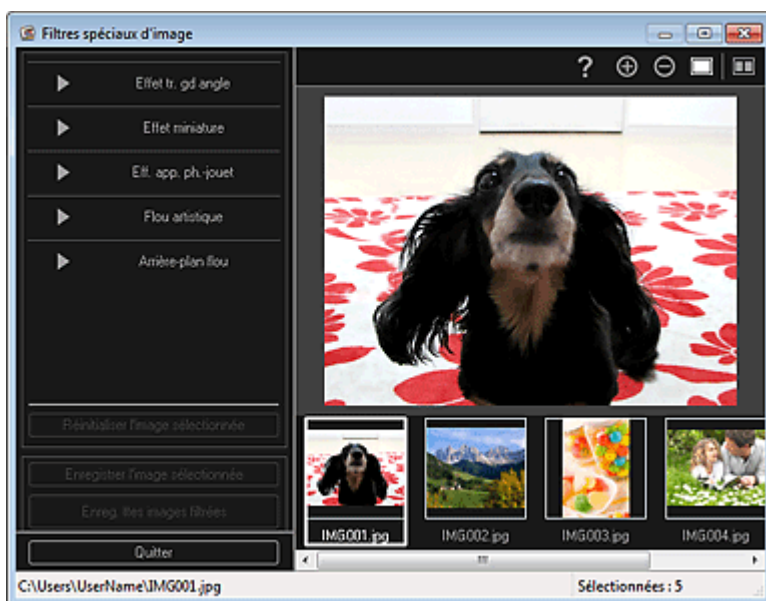 Filtres spéciaux d'image
?
Effet tr. gd angle
Effet miniature
Eff. app. ph.-jouet
Flou artistique
Arrière-plan flou
Réinitialiser l'image sélectionnée
Enregistrer l'image sélectionnée
Enreg. ttes images filtrées
Quitter
IMG001.jpg
IMG002.jpg
IMG003.jpg
IMG004.jpg
C:\Users\UserName\IMG001.jpg
Sélectionnées : 5